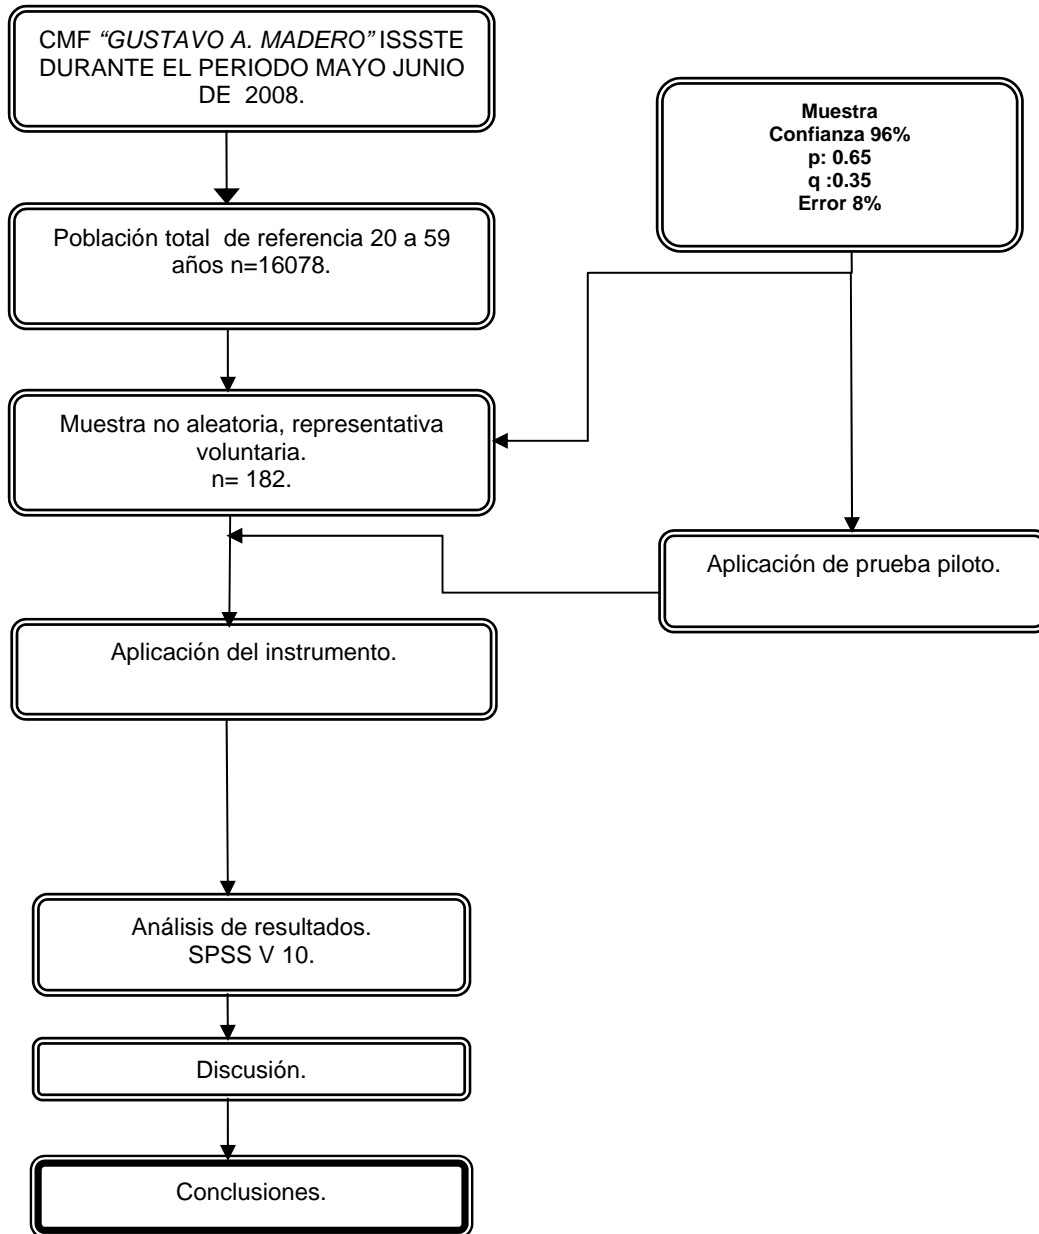 CMF “GUSTAVO A. MADERO” ISSSTE
DURANTE EL PERIODO MAYO JUNIO
DE 2008.
Muestra
Confianza 96%
p: 0.65
q :0.35
Error 8%
Población total de referencia 20 a 59
años n=16078.
Muestra no aleatoria, representativa
voluntaria.
n= 182.
Aplicación de prueba piloto.
Aplicación del instrumento.
Análisis de resultados.
SPSS V 10.
Discusión.
Conclusiones.